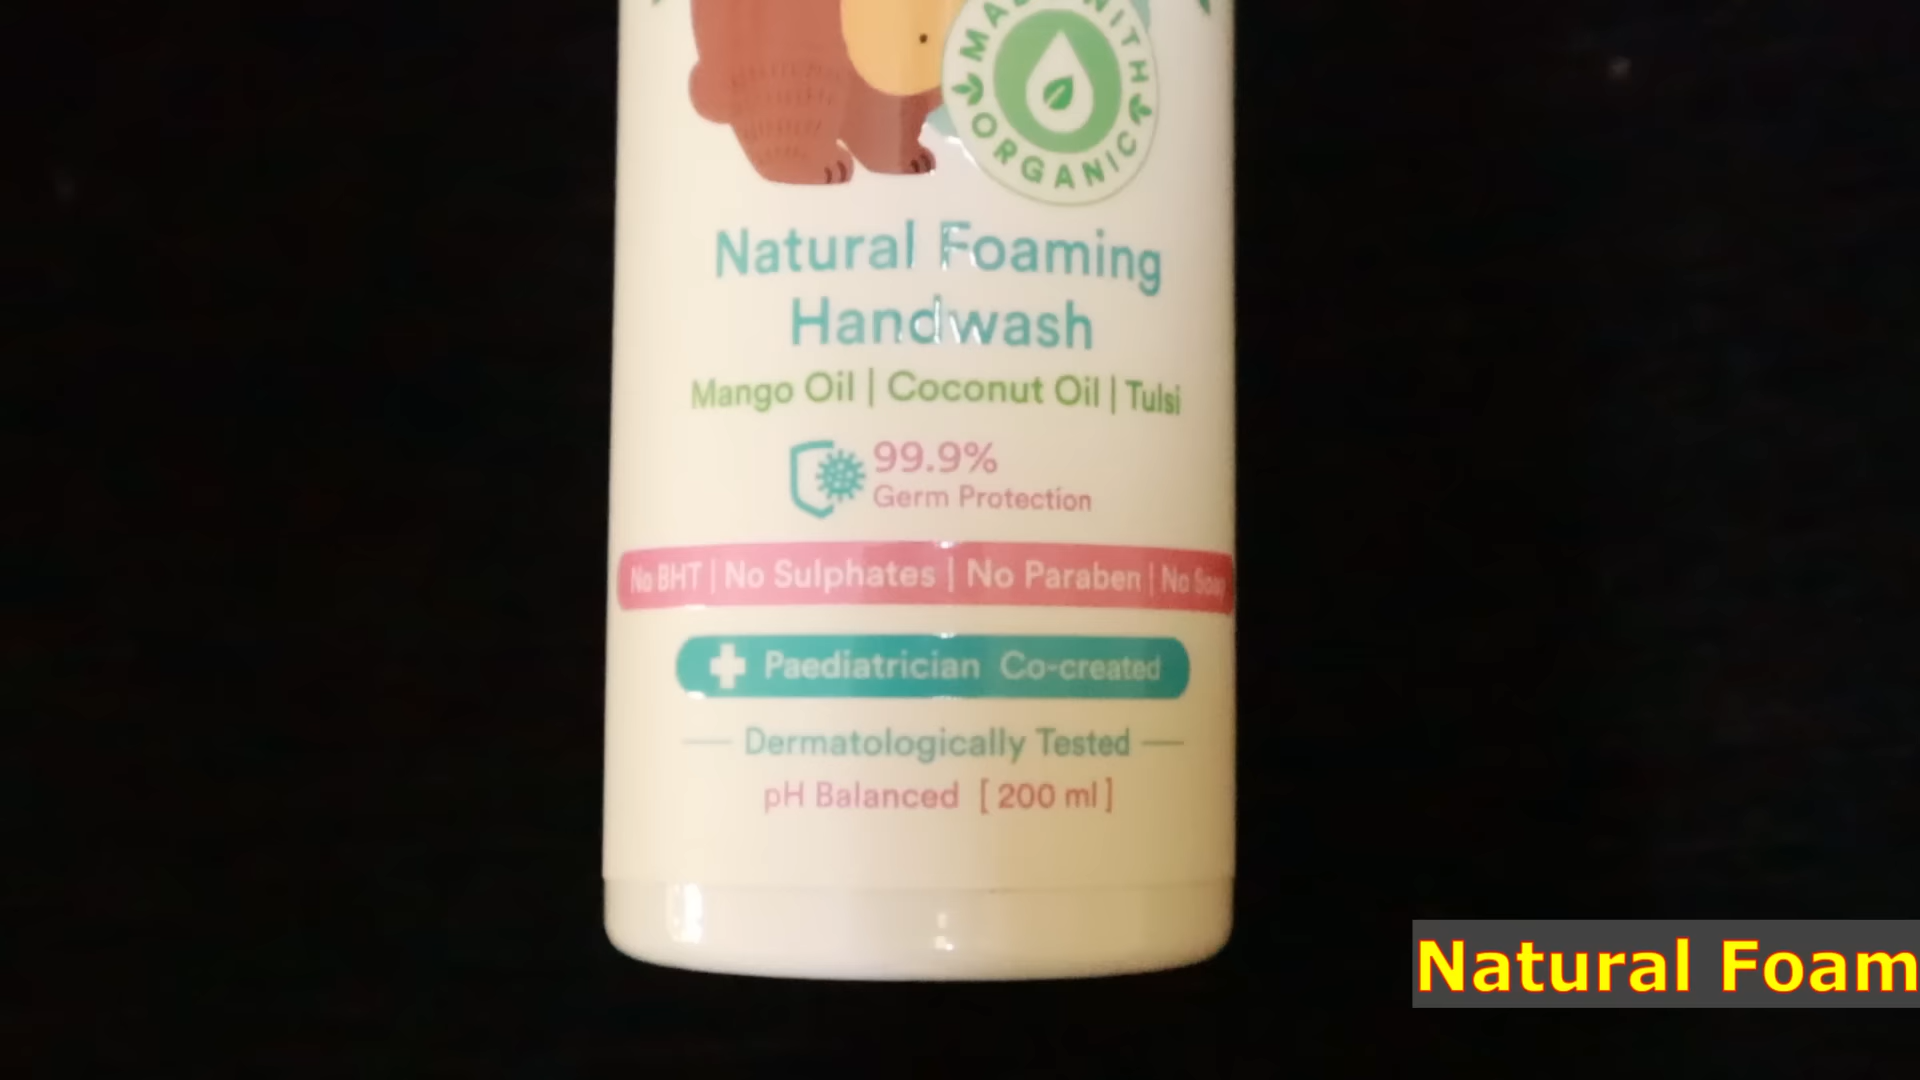 MADE WITH
ORGANIC
Natural Foaming
Handwash
Mango Oil | Coconut Oil | Tulsi
99.9%
Germ Protection
No BHT | No Sulphates | No Paraben | No
Paediatrician Co-created
Dermatologically Tested
pH Balanced [ 200 ml ]
Natural Foam